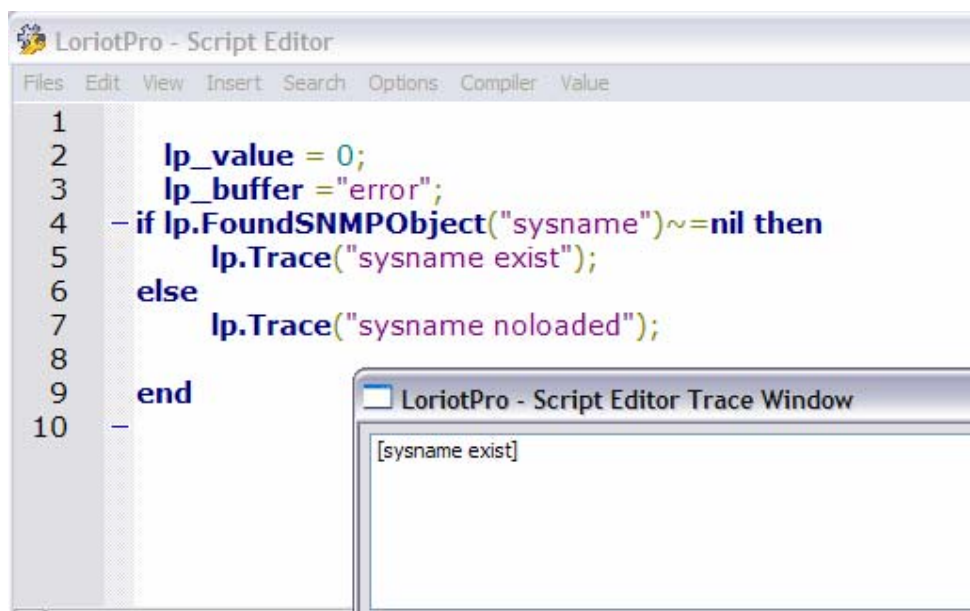 LoriotPro - Script Editor
Files Edit View Insert Search Options Compiler Value
1
2 lp_value = 0;
3 lp_buffer ="error";
4 if lp.FoundSNMPObject("sysname")~=nil then
5 lp.Trace("sysname exist");
6 else
7 lp.Trace("sysname noloaded");
8
9 end
10
LoriotPro - Script Editor Trace Window
[sysname exist]